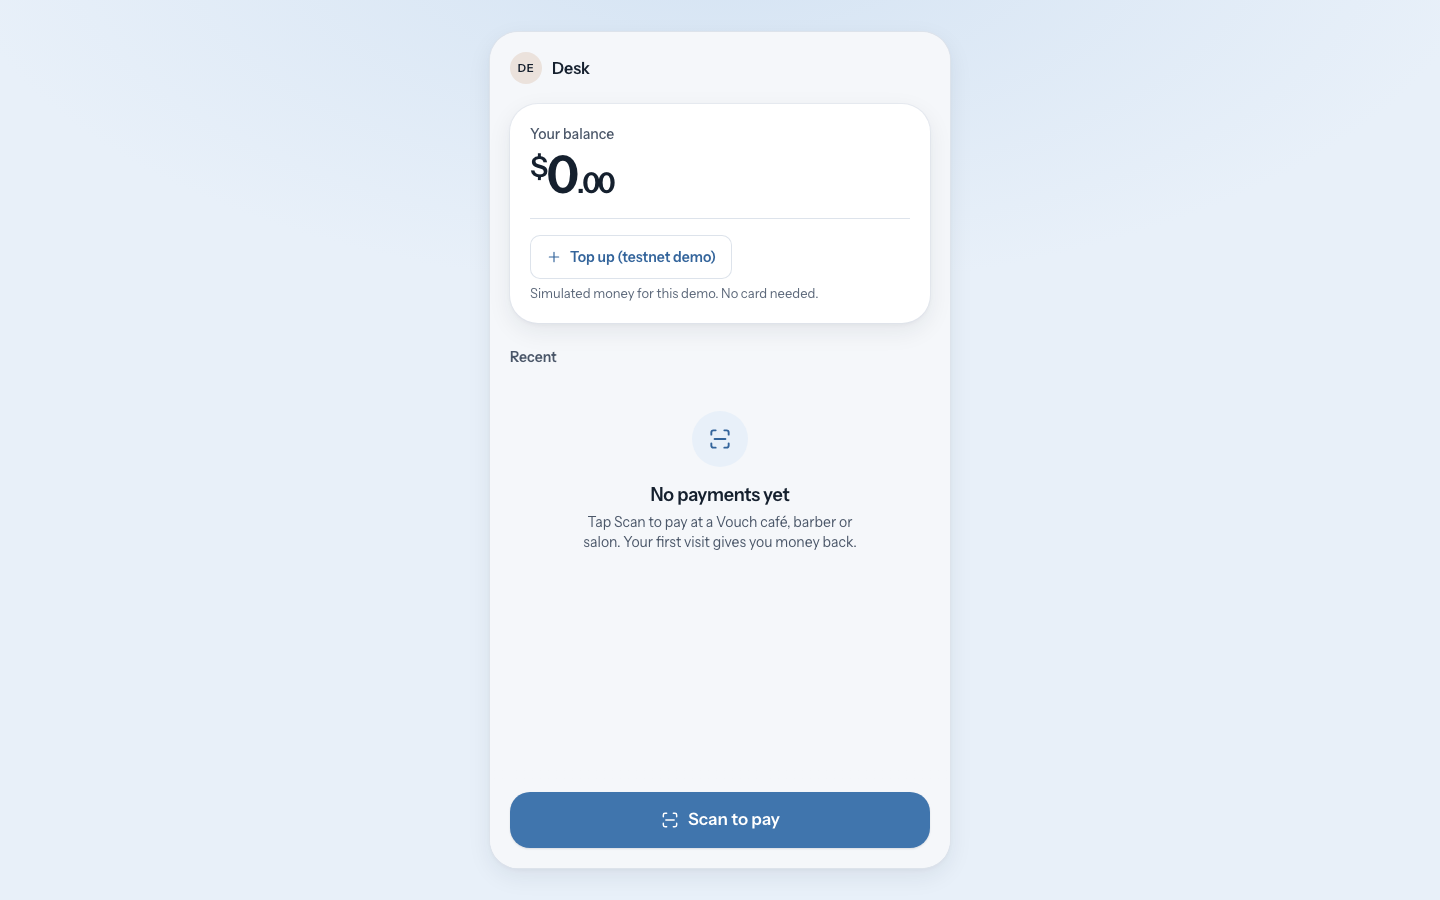 DE Desk
Your balance
$0.00
Top up (testnet demo)
Simulated money for this demo. No card needed.
Recent
No payments yet
Tap Scan to pay at a Vouch café, barber or
salon. Your first visit gives you money back.
Scan to pay